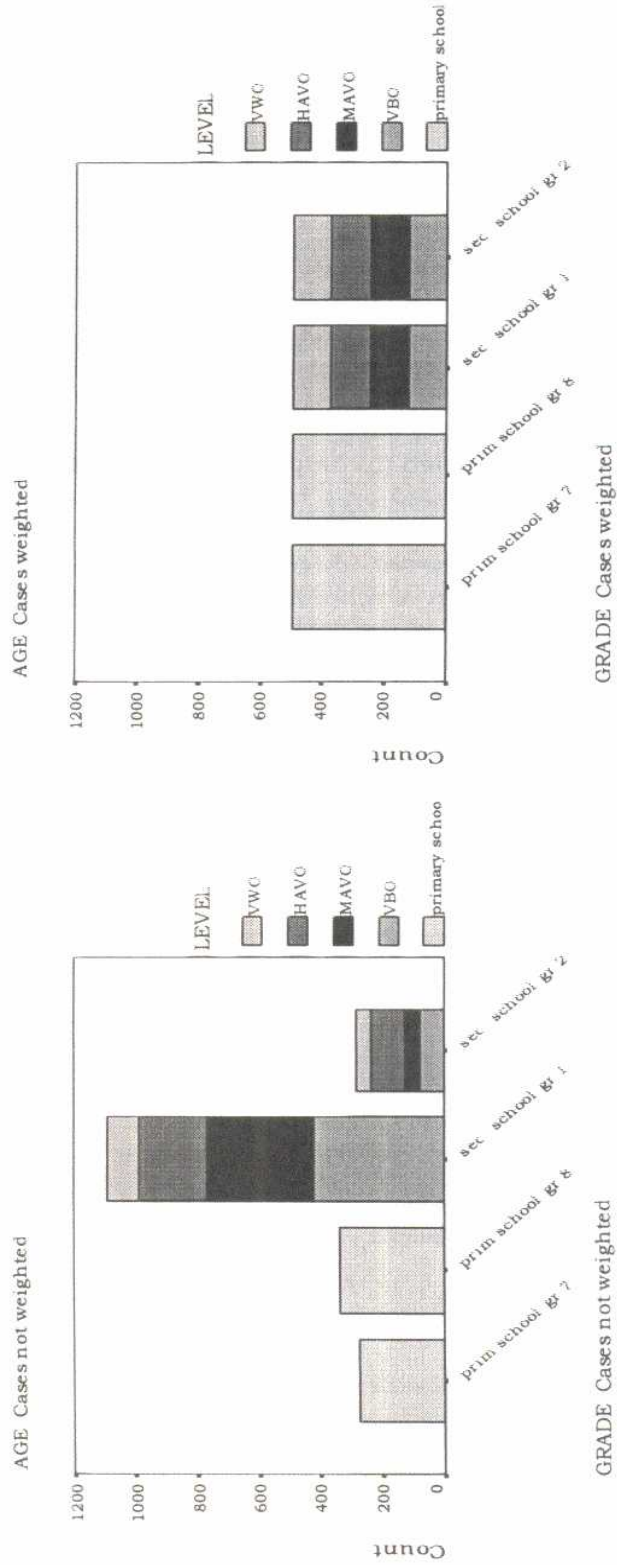 AGE Cases not weighted
1200
1000
800
600
400
200
0
Count
LEVEL
VWO
HAVO
MAVO
VBO
primary schoo
prim school gr 7
prim school gr 8
sec school gr 1
sec school gr 2
GRADE Cases not weighted
AGE Cases weighted
1200
1000
800
600
400
200
0
Count
LEVEL
VWO
HAVO
MAVO
VBO
primary school
prim school gr 7
prim school gr 8
sec school gr 1
sec school gr 2
GRADE Cases weighted